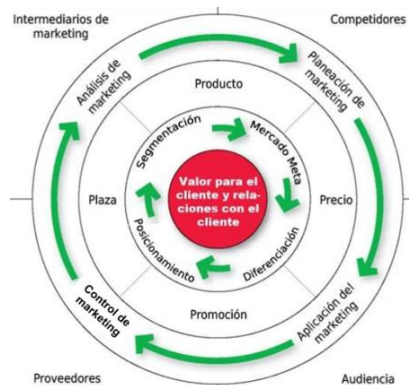 Intermediarios de
marketing
Competidores
Análisis de
marketing
Planeación de
marketing
Producto
Segmentación
Mercado Meta
Plaza
Valor para el
cliente y rela-
ciones con el
cliente
Precio
Posicionamiento
Diferenciación
Promoción
Control de
marketing
Aplicación del
marketing
Proveedores
Audiencia